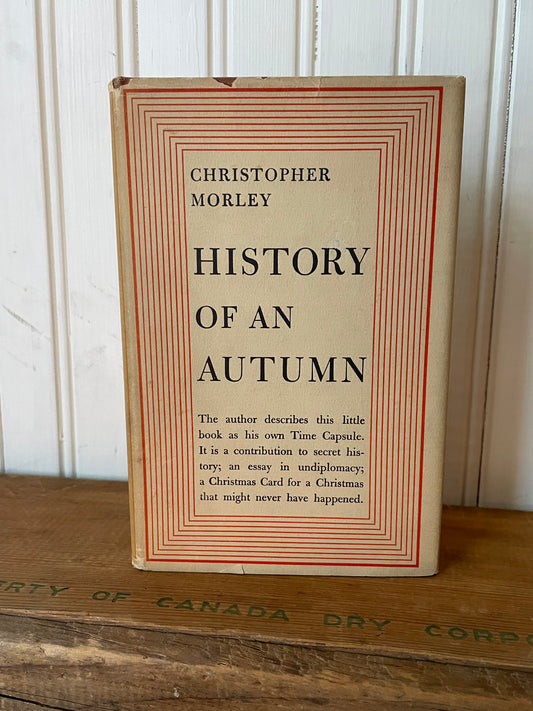 CHRISTOPHER
MORLEY
HISTORY
OF AN
AUTUMN
The author describes this little
book as his own Time Capsule.
It is a contribution to secret his-
tory; an essay in undiplomacy;
a Christmas Card for a Christmas
that might never have happened.
ERTY OF CANADA DRY CORPO